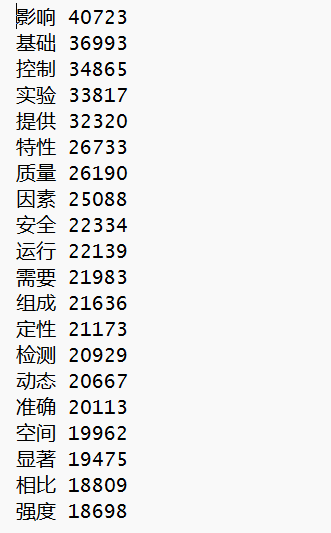 影响 40723
基础 36993
控制 34865
实验 33817
提供 32320
特性 26733
质量 26190
因素 25088
安全 22334
运行 22139
需要 21983
组成 21636
定性 21173
检测 20929
动态 20667
准确 20113
空间 19962
显著 19475
相比 18809
强度 18698